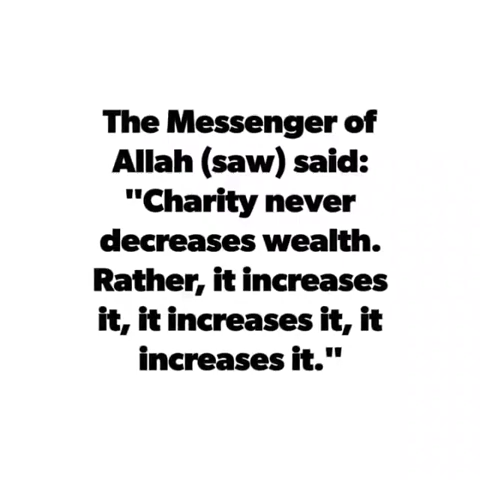 The Messenger of
Allah (saw) said:
"Charity never
decreases wealth.
Rather, it increases
it, it increases it, it
increases it."